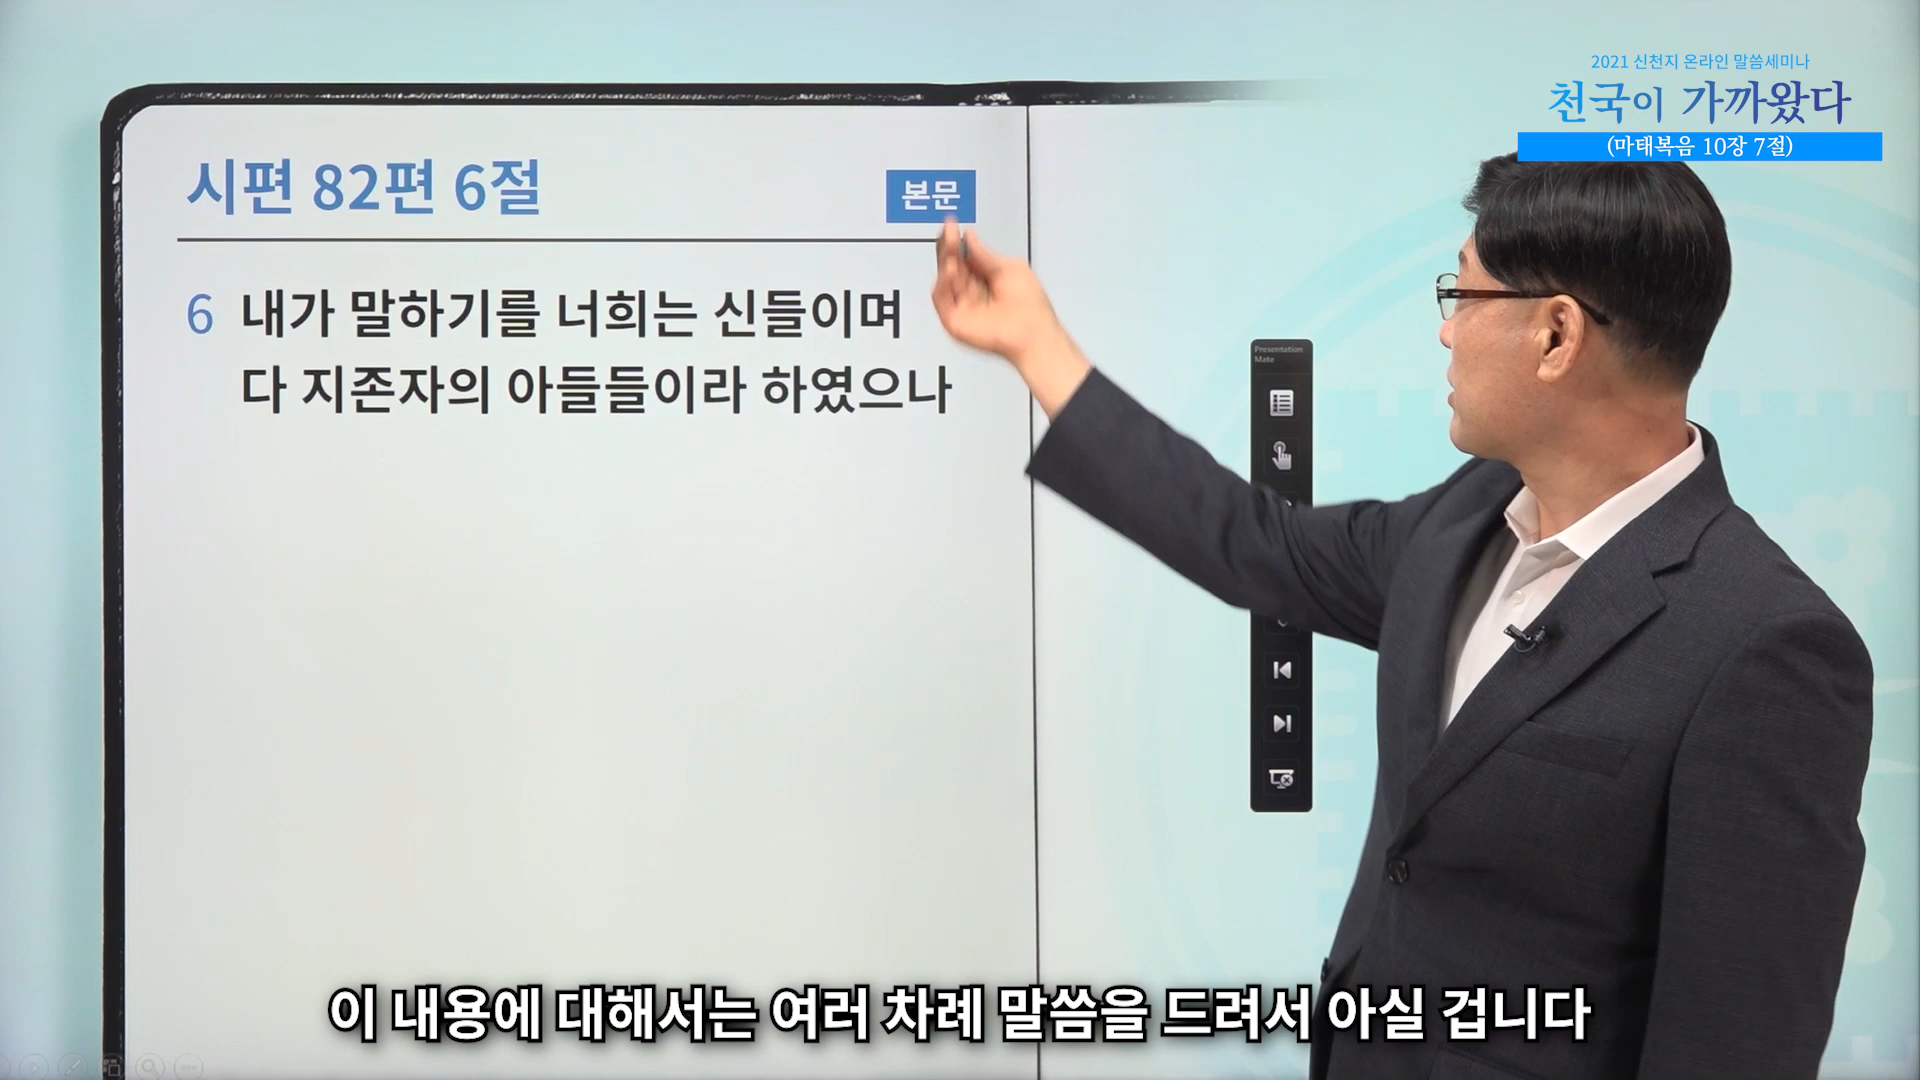 2021 신천지 온라인 말씀세미나
천국이 가까왔다
(마태복음 10장 7절)
시편 82편 6절
본문
6 내가 말하기를 너희는 신들이며
다 지존자의 아들들이라 하였으나
Presentation
Mate
이 내용에 대해서는 여러 차례 말씀을 드려서 아실 겁니다